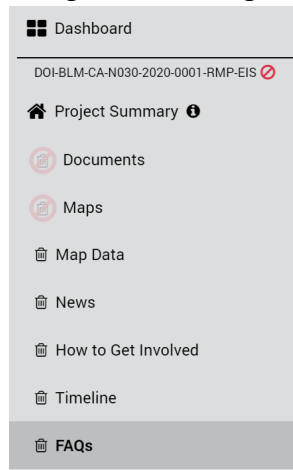 Dashboard
DOI-BLM-CA-N030-2020-0001-RMP-EIS
Project Summary
Documents
Maps
Map Data
News
How to Get Involved
Timeline
FAQs